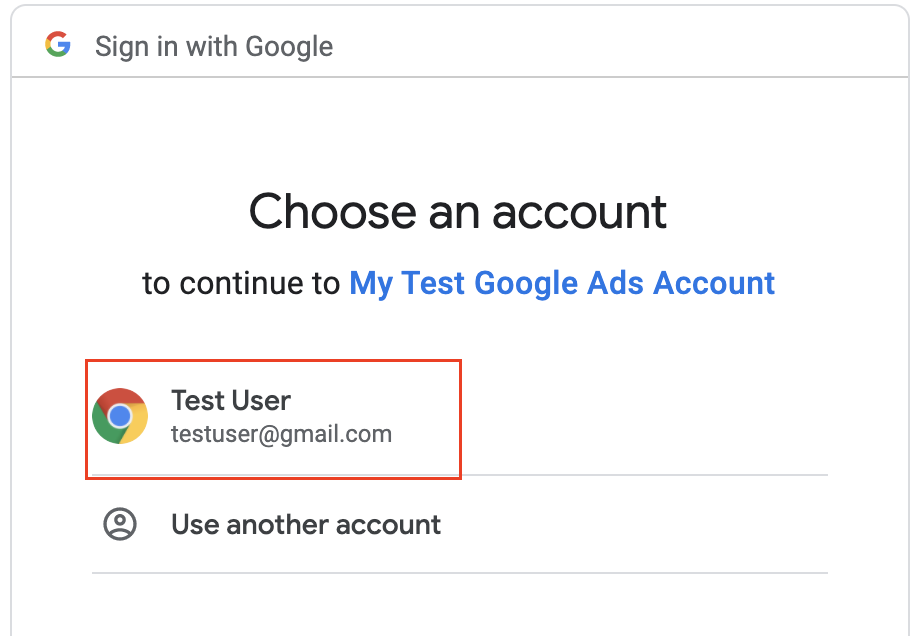 Sign in with Google
Choose an account
to continue to My Test Google Ads Account
Test User
testuser@gmail.com
Use another account